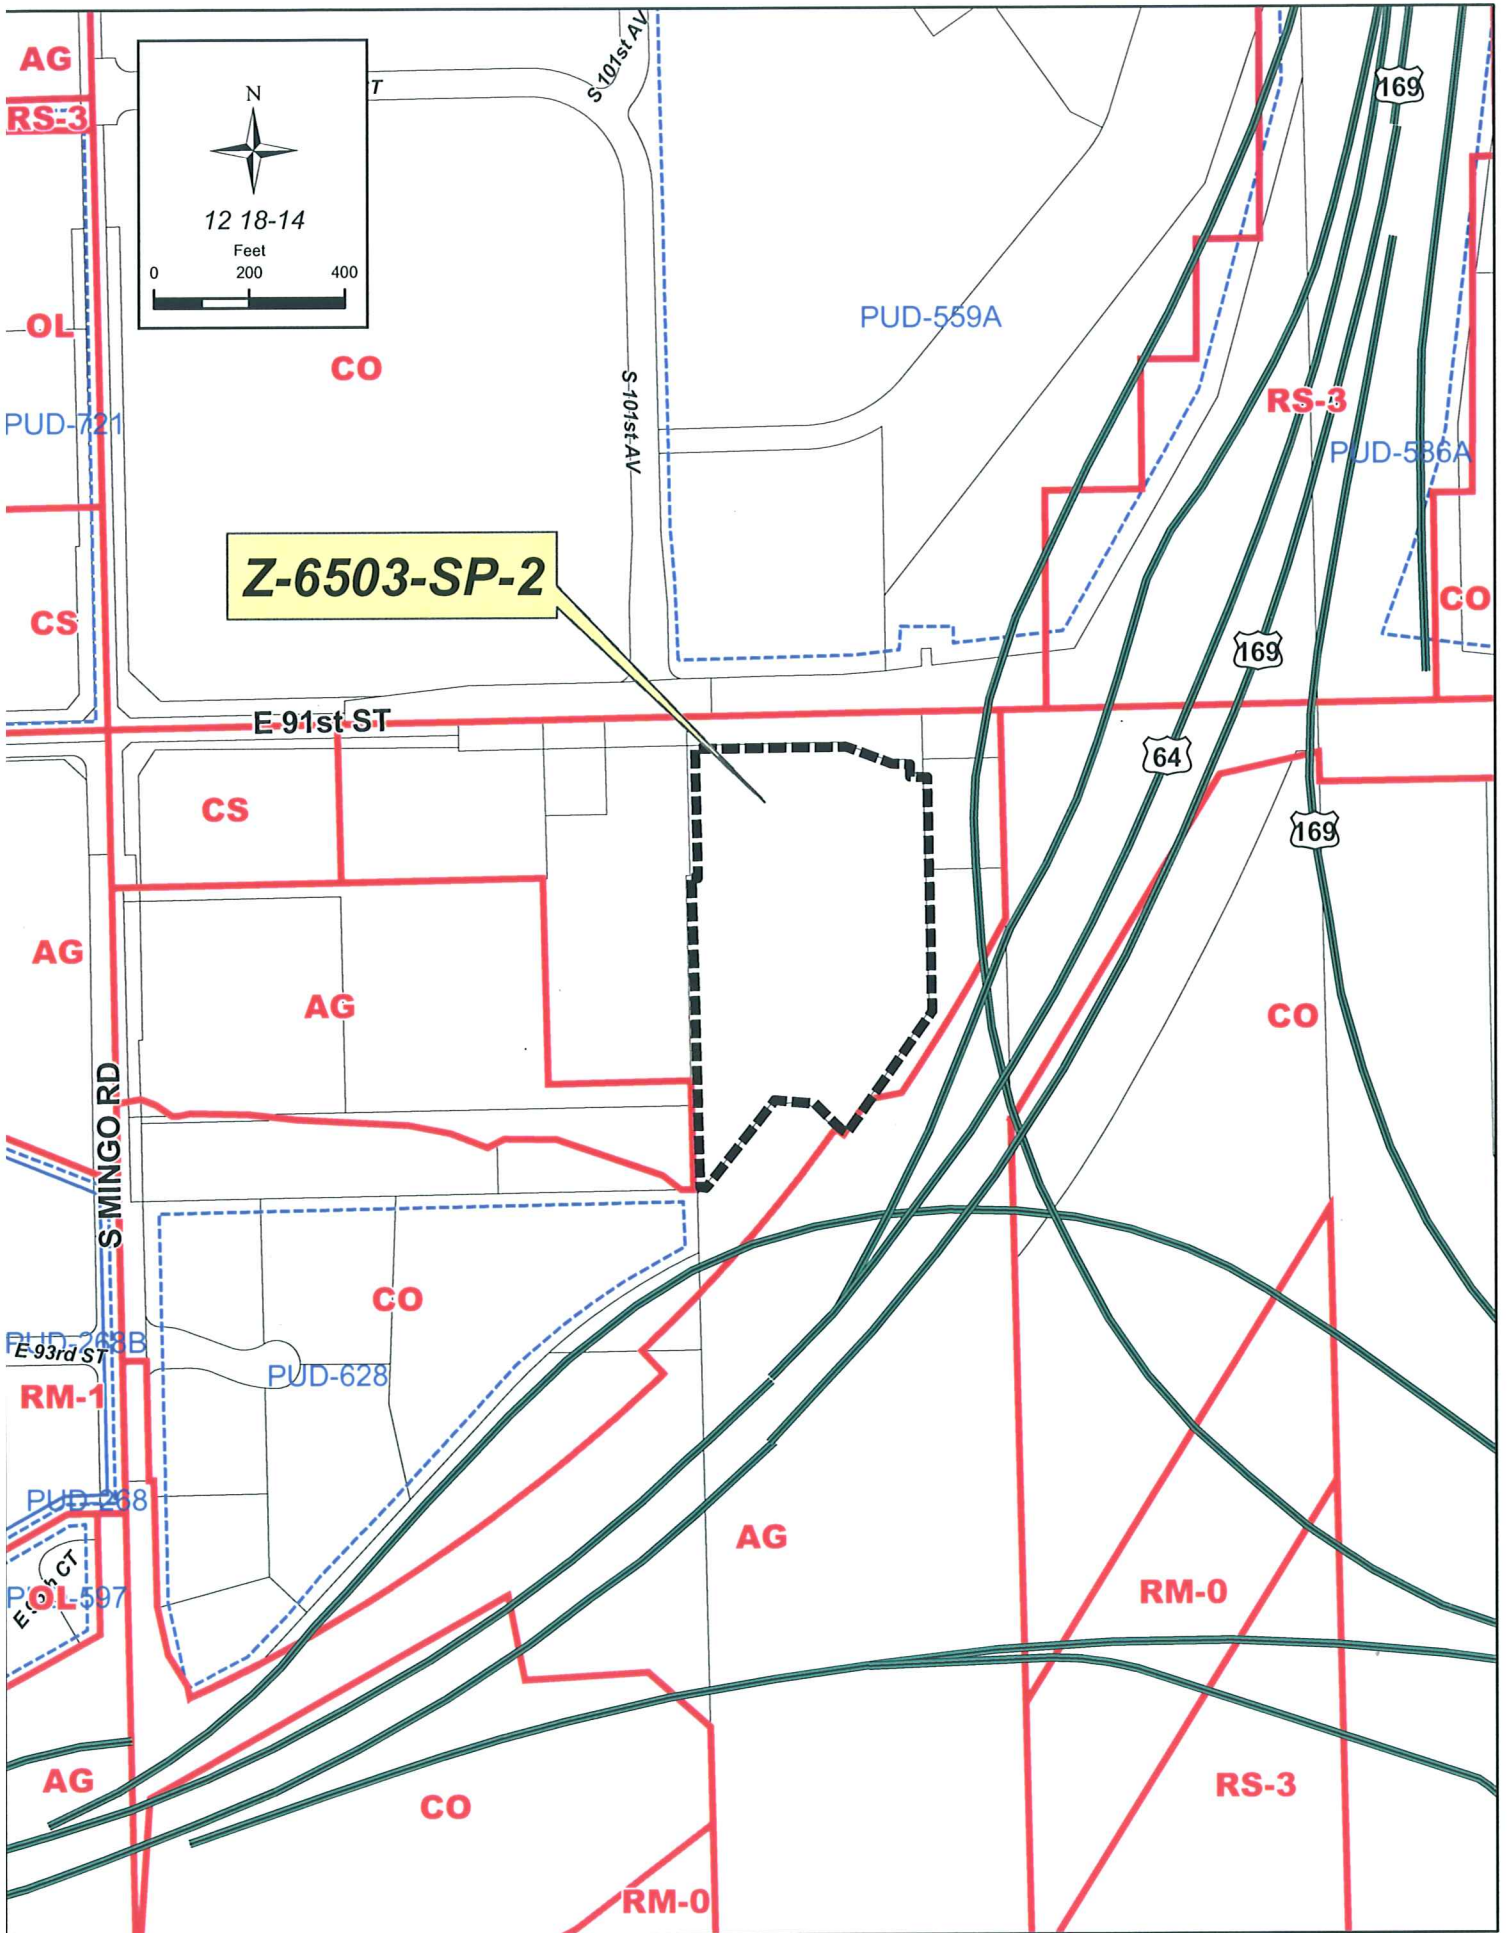 AG
RS-3
N
12 18-14
Feet
0 200 400
T
S 101st AV
169
OL
CO
PUD-721
PUD-559A
S 101st AV
RS-3
PUD-586A
CS
Z-6503-SP-2
CO
169
E 91st ST
64
CS
169
AG
AG
CO
S MINGO RD
CO
PUD-268B
E 93rd ST
PUD-628
RM-1
PUD-268
AG
OL
RM-0
AG
CO
RS-3
RM-0